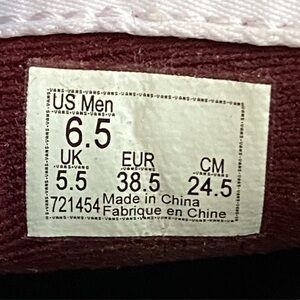 US Men
6.5
UK EUR CM
5.5 38.5 24.5
721454 Made in China
Fabrique en Chine